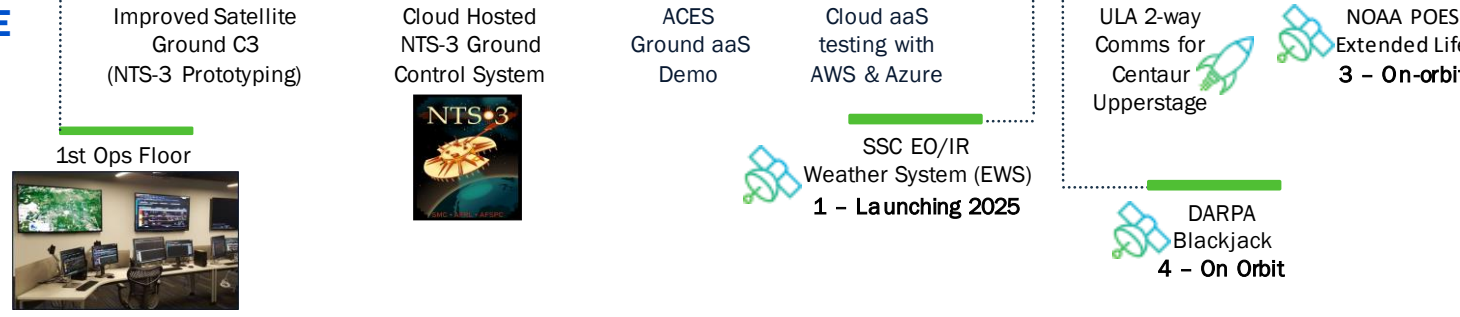 E
Improved Satellite
Ground C3
(NTS-3 Prototyping)
Cloud Hosted
NTS-3 Ground
Control System
ACES
Ground aaS
Demo
Cloud aaS
testing with
AWS & Azure
ULA 2-way
Comms for
Centaur
Upperstage
NOAA POES
Extended Life
3 – On-orbit
1st Ops Floor
NTS•3
SMC • AFRL • AFSPC
SSC EO/IR
Weather System (EWS)
1 – Launching 2025
DARPA
Blackjack
4 – On Orbit